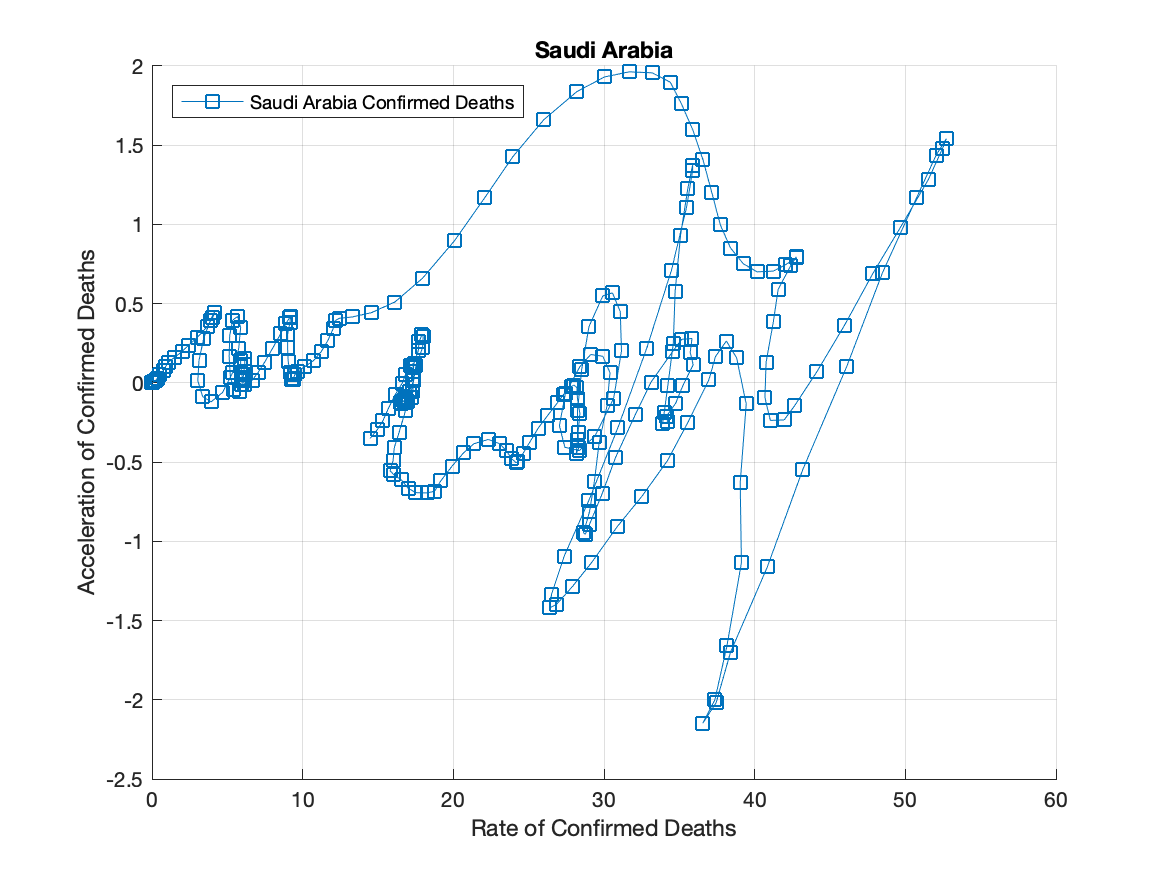 Saudi Arabia
2
Saudi Arabia Confirmed Deaths
1.5
1
0.5
0
-0.5
-1
-1.5
-2
-2.5
Acceleration of Confirmed Deaths
0 10 20 30 40 50 60
Rate of Confirmed Deaths